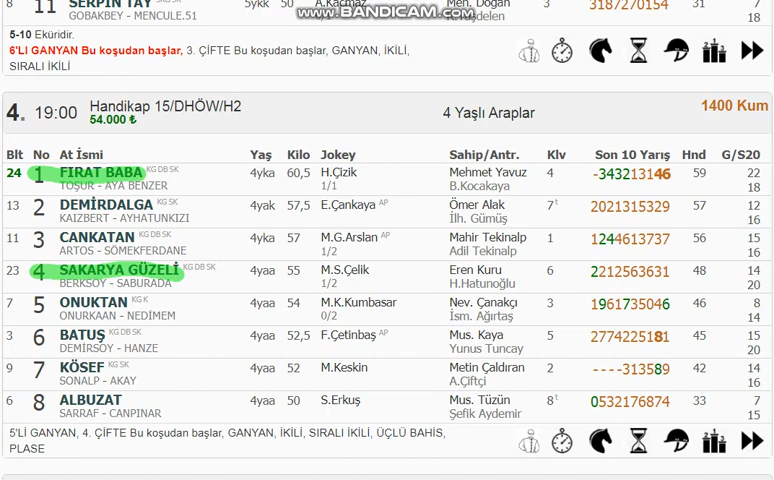 8 11 SERPİN TAY 5ykk 50 A.Kaçmaz Men. Doğan 3 3187270154 31 7
GOBAKBEY - MENCULE.51 18
www.BANDICAM.com
5-10 Eküridir.
6'LI GANYAN Bu koşudan başlar, 3. ÇİFTE Bu koşudan başlar, GANYAN, İKİLİ,
SIRALI İKİLİ
4. 19:00 Handikap 15/DHÖW/H2 4 Yaşlı Araplar 1400 Kum
54.000 ₺
Blt No At İsmi Yaş Kilo Jokey Sahip/Antr. Klv Son 10 Yarış Hnd G/S20
24 1 FIRAT BABA KG DB SK 4yka 60,5 H.Çizik Mehmet Yavuz 4 -343213146 59 22
TOŞUR - AYA BENZER 1/1 B.Kocakaya 18
13 2 DEMİRDALGA KG SK 4yak 57,5 E.Çankaya AP Ömer Alak 7t 2021315329 57 12
KAIZBERT - AYHATUNKIZI İlh. Gümüş 16
11 3 CANKATAN KG DB SK 4yka 57 M.G.Arslan AP Mahir Tekinalp 1 1244613737 56 15
ARTOS - SÖMEKFERDANE 1/2 Adil Tekinalp 16
23 4 SAKARYA GÜZELİ KG DB SK 4yaa 55 M.S.Çelik Eren Kuru 6 2212563631 48 14
BERKSOY - SABURADA 1/2 H.Hatunoğlu 20
7 5 ONUKTAN KG K 4yaa 54 M.K.Kumbasar Nev. Çanakçı 3 1961735046 46 8
ONURKAAN - NEDİMEM 0/2 İsm. Ağırtaş 14
3 6 BATUŞ KG DB SK 4yaa 52,5 F.Çetinbaş AP Mus. Kaya 5 2774225181 45 15
DEMİRSOY - HANZE Yunus Tuncay 20
9 7 KÖSEF KG SK 4yaa 52 M.Keskin Metin Çaldıran 2 ----313589 42 14
SONALP - AKAY A.Çiftçi 16
6 8 ALBUZAT 4yaa 50 S.Erkuş Mus. Tüzün 8t 0532176874 33 7
SARRAF - CANPINAR Şefik Aydemir 15
5'Lİ GANYAN, 4. ÇİFTE Bu koşudan başlar, GANYAN, İKİLİ, SIRALI İKİLİ, ÜÇLÜ BAHİS,
PLASE